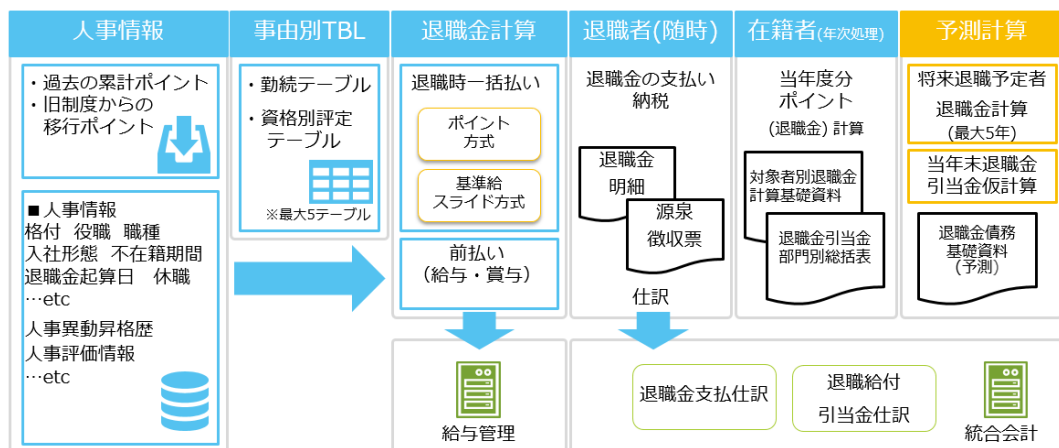 人事情報
・過去の累計ポイント
・旧制度からの
移行ポイント
■人事情報
格付 役職 職種
入社形態 不在籍期間
退職金起算日 休職
…etc
人事異動昇格歴
人事評価情報
…etc
事由別TBL
・勤続テーブル
・資格別評定
テーブル
※最大5テーブル
退職金計算
退職時一括払い
ポイント
方式
基準給
スライド方式
前払い
(給与・賞与)
給与管理
退職者(随時)
退職金の支払い
納税
退職金
明細
源泉
徴収票
仕訳
在籍者(年次処理)
当年度分
ポイント
(退職金) 計算
対象者別退職金
計算基礎資料
退職金引当金
部門別総括表
予測計算
将来退職予定者
退職金計算
(最大5年)
当年末退職金
引当金仮計算
退職金債務
基礎資料
(予測)
退職金支払仕訳
退職給付
引当金仕訳
統合会計